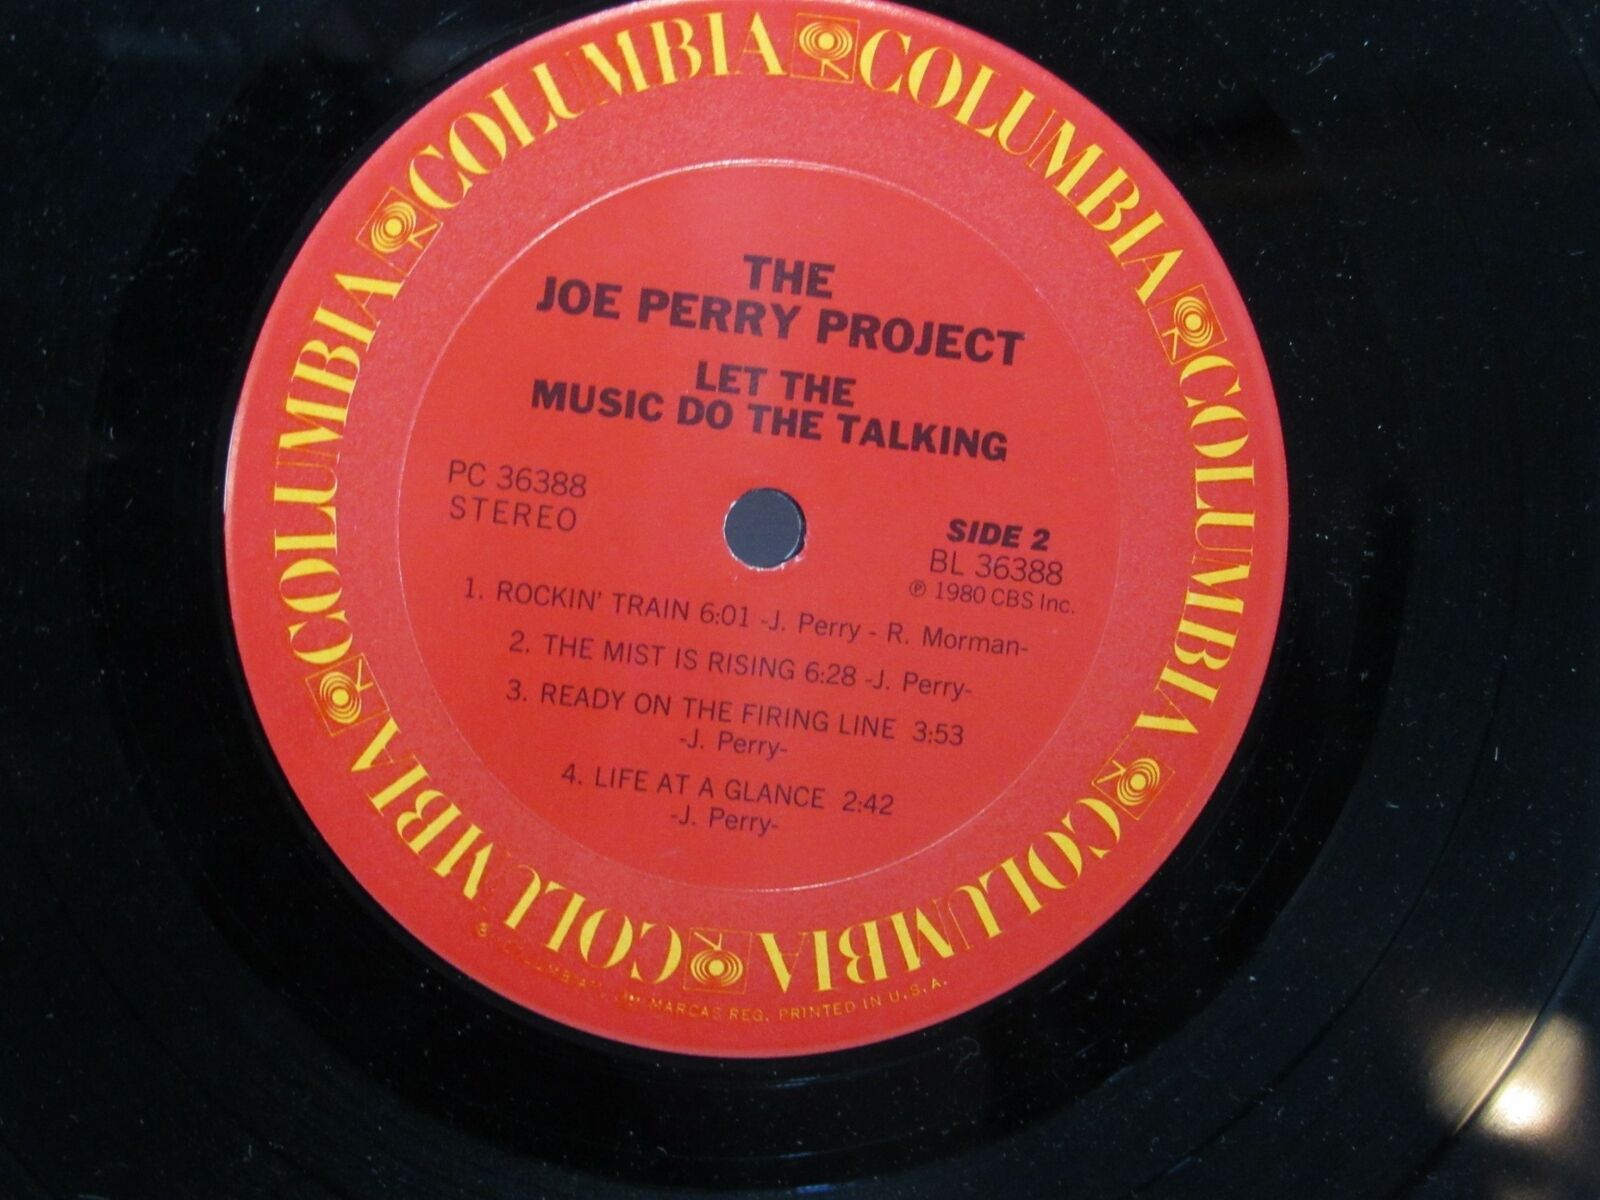 COLUMBIA COLUMBIA COLUMBIA COLUMBIA COLUMBIA COLUMBIA
THE
JOE PERRY PROJECT
LET THE
MUSIC DO THE TALKING
PC 36388
STEREO
SIDE 2
BL 36388
℗ 1980 CBS Inc.
1. ROCKIN' TRAIN 6:01 -J. Perry - R. Morman-
2. THE MIST IS RISING 6:28 -J. Perry-
3. READY ON THE FIRING LINE 3:53
-J. Perry-
4. LIFE AT A GLANCE 2:42
-J. Perry-
MARCAS REG. PRINTED IN U.S.A.